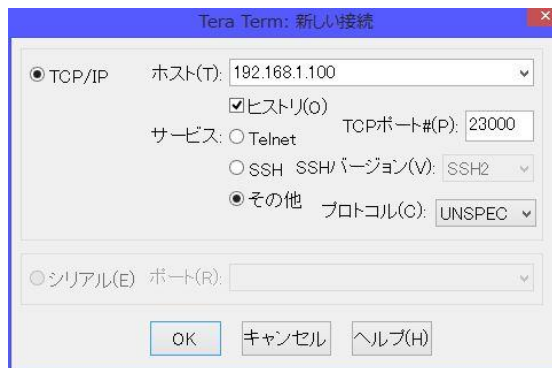 Tera Term: 新しい接続
TCP/IP
ホスト(T): 192.168.1.100
ヒストリ(O)
サービス: Telnet
TCPポート#(P): 23000
SSH SSHバージョン(V): SSH2
その他 プロトコル(C): UNSPEC
シリアル(E) ポート(R):
OK キャンセル ヘルプ(H)